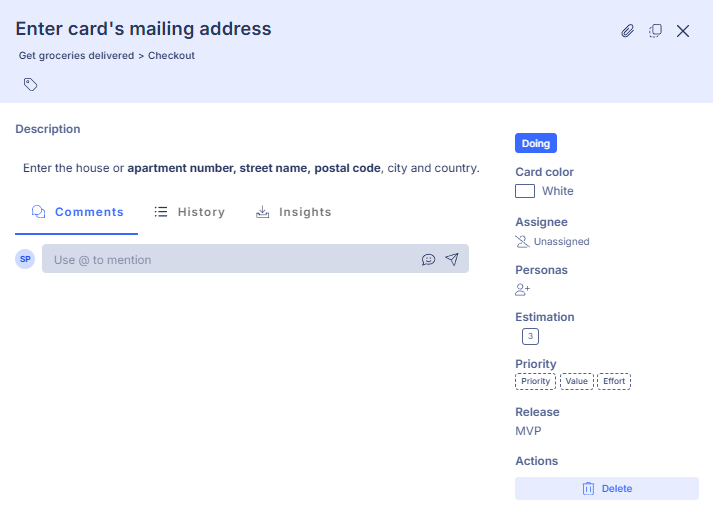 Enter card's mailing address
Get groceries delivered > Checkout
Description
Enter the house or apartment number, street name, postal code, city and country.
Comments
History
Insights
SP
Use @ to mention
Doing
Card color
White
Assignee
Unassigned
Personas
Estimation
3
Priority
Priority Value Effort
Release
MVP
Actions
Delete